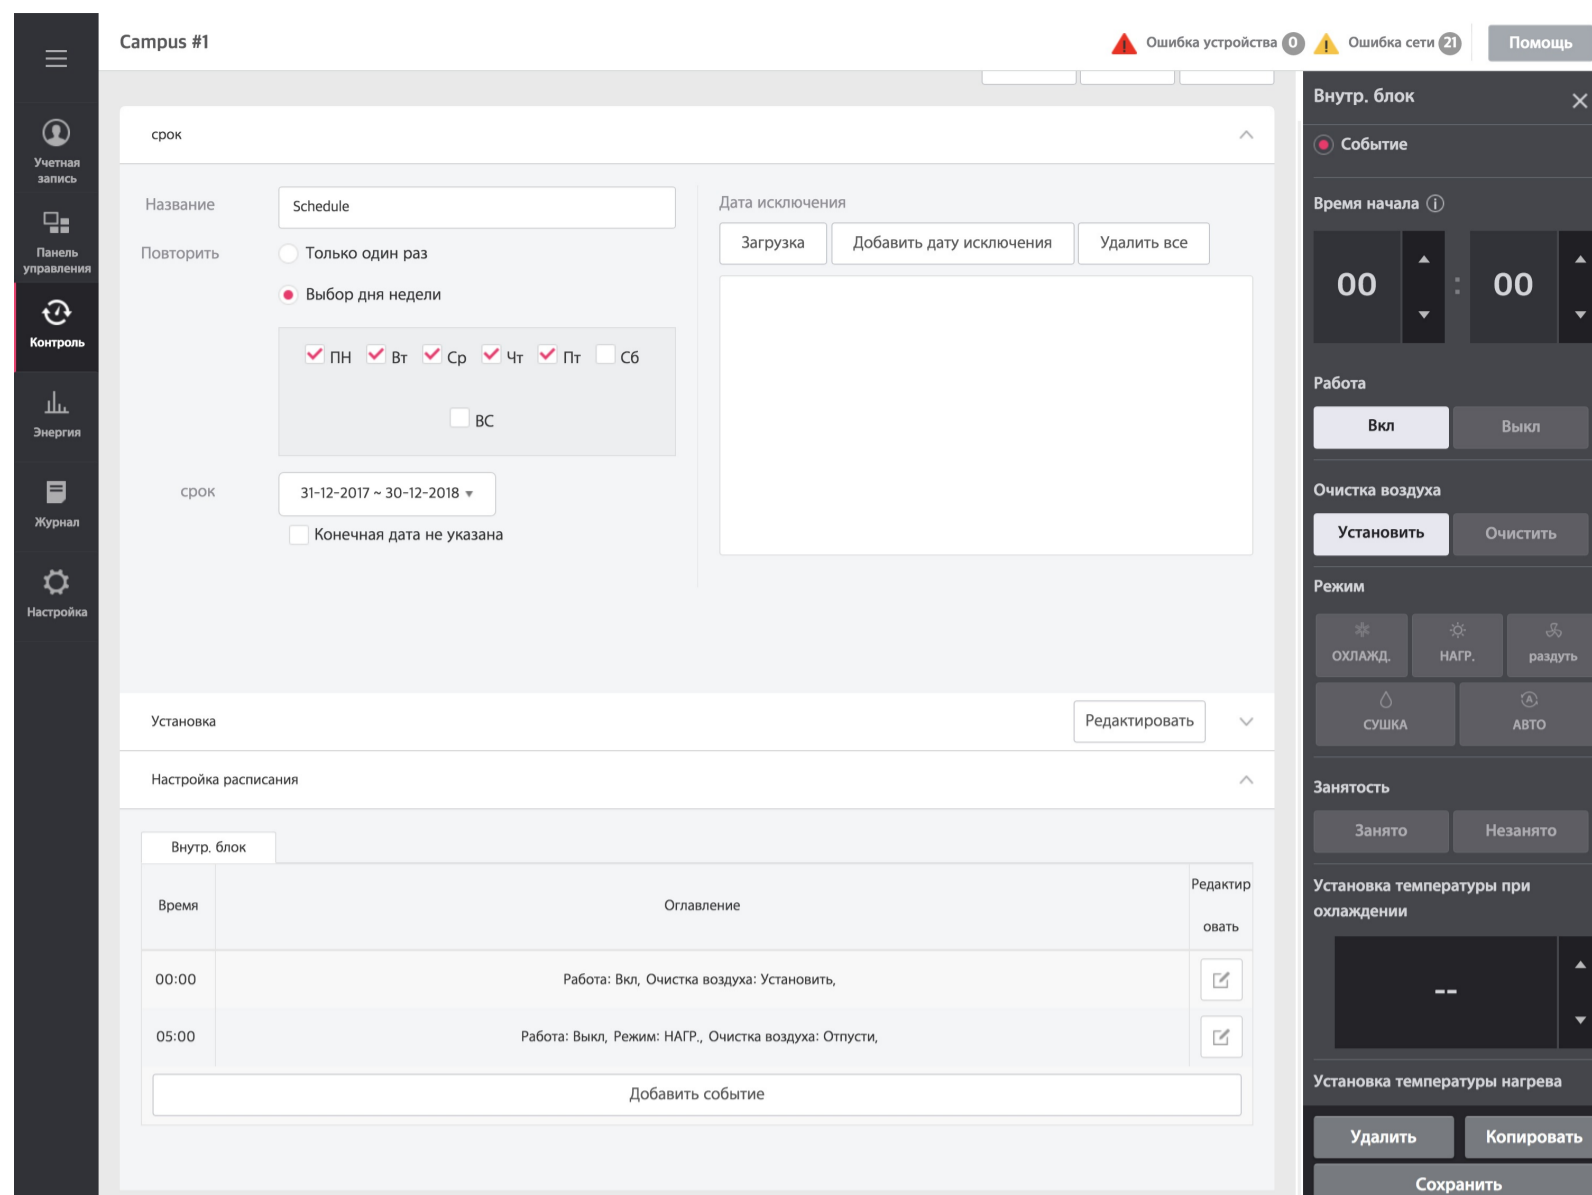 Campus #1
Ошибка устройства 0
Ошибка сети 21
Помощь
Учетная
запись
Панель
управления
Контроль
Энергия
Журнал
Настройка
срок
Название
Schedule
Повторить
Только один раз
Выбор дня недели
ПН Вт Ср Чт Пт Сб
ВС
срок
31-12-2017 ~ 30-12-2018
Конечная дата не указана
Дата исключения
Загрузка
Добавить дату исключения
Удалить все
Установка
Редактировать
Настройка расписания
Внутр. блок
Время
Оглавление
Редактир
овать
00:00
Работа: Вкл, Очистка воздуха: Установить,
05:00
Работа: Выкл, Режим: НАГР., Очистка воздуха: Отпусти,
Добавить событие
Внутр. блок
Событие
Время начала
00 : 00
Работа
Вкл
Выкл
Очистка воздуха
Установить
Очистить
Режим
ОХЛАЖД.
НАГР.
раздуть
СУШКА
АВТО
Занятость
Занято
Незанято
Установка температуры при
охлаждении
--
Установка температуры нагрева
Удалить
Копировать
Сохранить